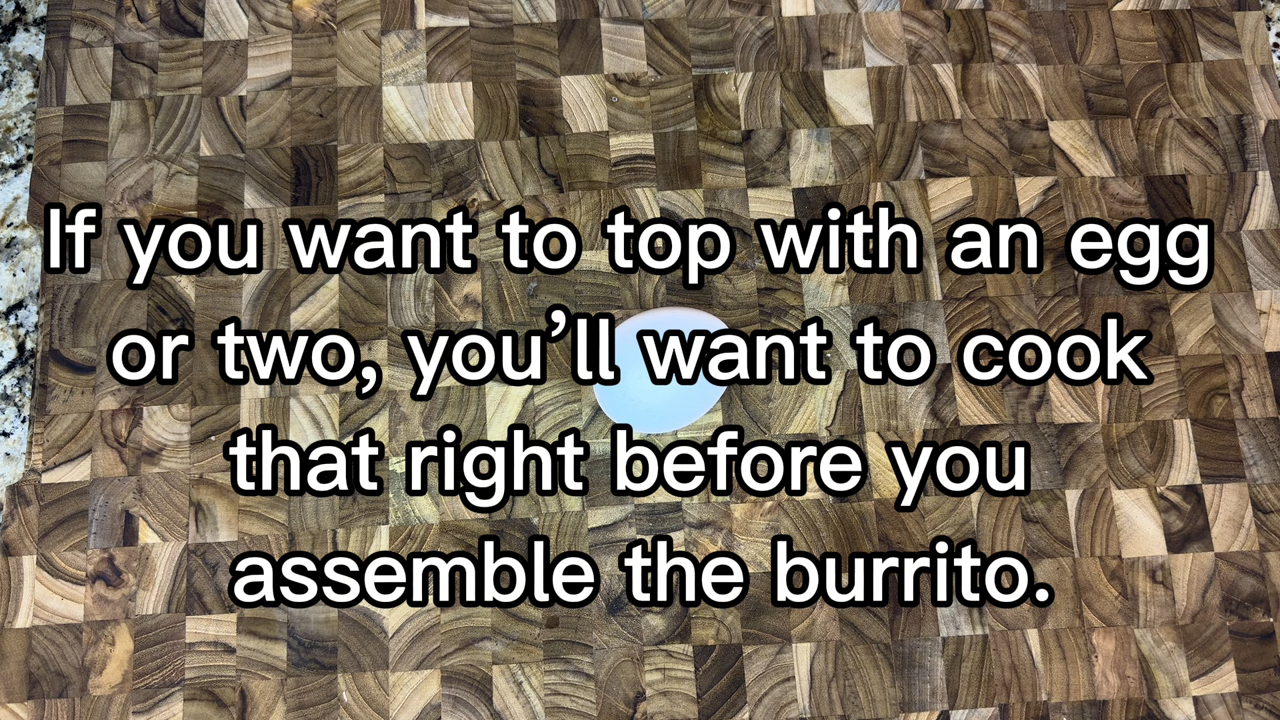 If you want to top with an egg
or two, you’ll want to cook
that right before you
assemble the burrito.